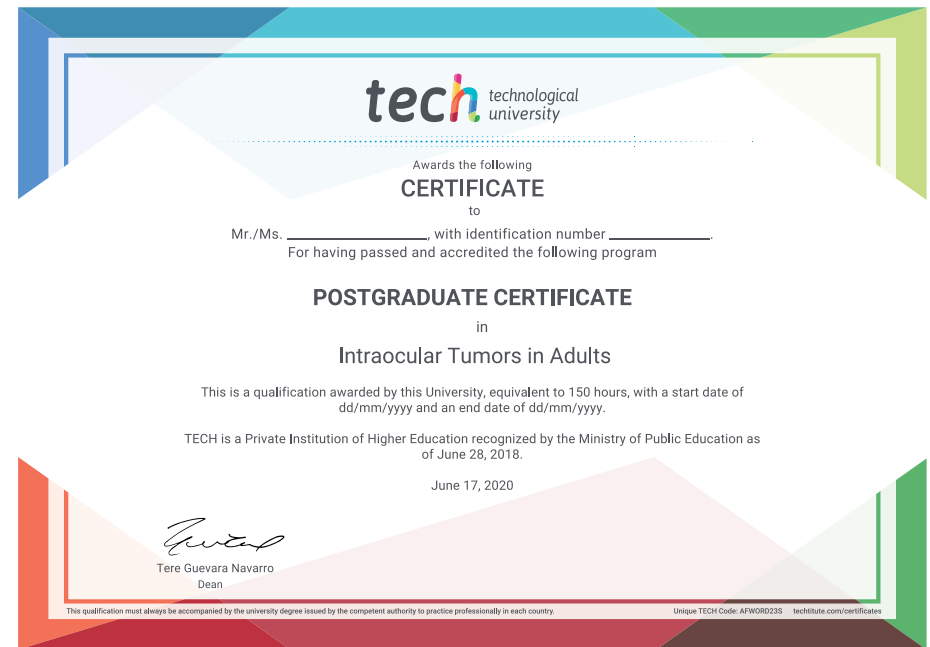 tech technological
university
Awards the following
CERTIFICATE
to
Mr./Ms. ____________________, with identification number ______________.
For having passed and accredited the following program
POSTGRADUATE CERTIFICATE
in
Intraocular Tumors in Adults
This is a qualification awarded by this University, equivalent to 150 hours, with a start date of
dd/mm/yyyy and an end date of dd/mm/yyyy.
TECH is a Private Institution of Higher Education recognized by the Ministry of Public Education as
of June 28, 2018.
June 17, 2020
Tere Guevara Navarro
Dean
This qualification must always be accompanied by the university degree issued by the competent authority to practice professionally in each country. Unique TECH Code: AFWORD23S techtitute.com/certificates